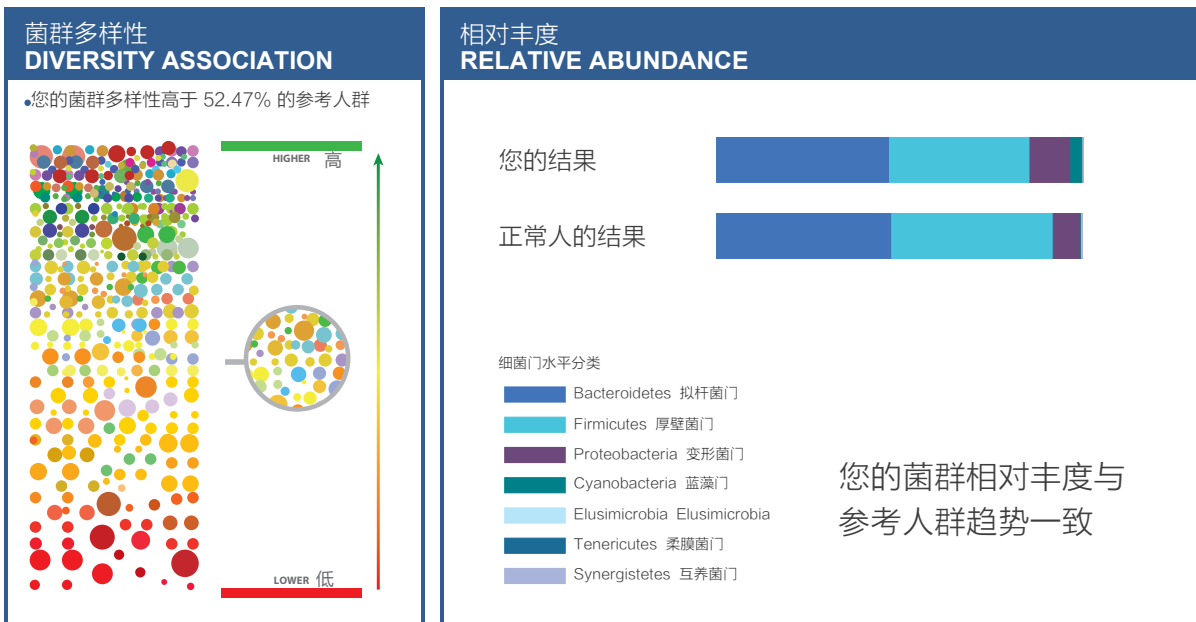 菌群多样性
DIVERSITY ASSOCIATION
•您的菌群多样性高于 52.47% 的参考人群
HIGHER 高
LOWER 低
相对丰度
RELATIVE ABUNDANCE
您的结果
正常人的结果
细菌门水平分类
Bacteroidetes 拟杆菌门
Firmicutes 厚壁菌门
Proteobacteria 变形菌门
Cyanobacteria 蓝藻门
Elusimicrobia Elusimicrobia
Tenericutes 柔膜菌门
Synergistetes 互养菌门
您的菌群相对丰度与
参考人群趋势一致